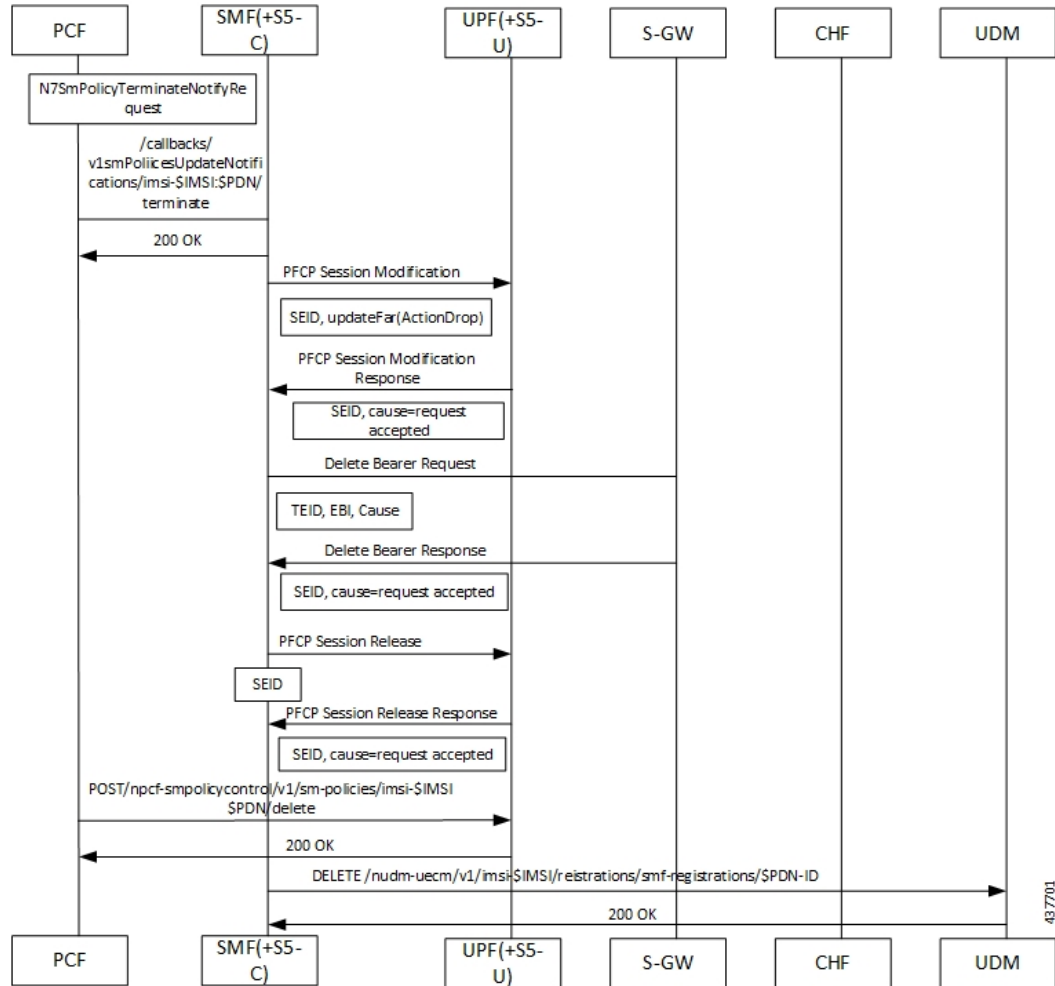 PCF
SMF(+S5-
C)
UPF(+S5-
U)
S-GW
CHF
UDM
N7SmPolicyTerminateNotifyRe
quest
/callbacks/
v1smPoliicesUpdateNotifi
cations/imsi-$IMSI:$PDN/
terminate
200 OK
PFCP Session Modification
SEID, updateFar(ActionDrop)
PFCP Session Modification
Response
SEID, cause=request
accepted
Delete Bearer Request
TEID, EBI, Cause
Delete Bearer Response
SEID, cause=request accepted
PFCP Session Release
SEID
PFCP Session Release Response
SEID, cause=request accepted
POST/npcf-smpolicycontrol/v1/sm-policies/imsi-$IMSI
$PDN/delete
200 OK
DELETE /nudm-uecm/v1/imsi-$IMSI/reistrations/smf-registrations/$PDN-ID
200 OK
437701
PCF
SMF(+S5-
C)
UPF(+S5-
U)
S-GW
CHF
UDM